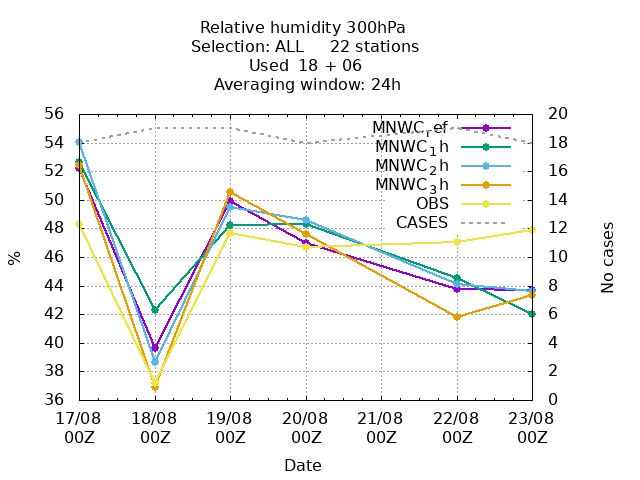 Relative humidity 300hPa
Selection: ALL 22 stations
Used 18 + 06
Averaging window: 24h
56 20
54 18
52 16
50 14
48 12
46 10
44 8
42 6
40 4
38 2
36 0
MNWC_ref
MNWC_1h
MNWC_2h
MNWC_3h
OBS
CASES
%
No cases
17/08 18/08 19/08 20/08 21/08 22/08 23/08
00Z 00Z 00Z 00Z 00Z 00Z 00Z
Date